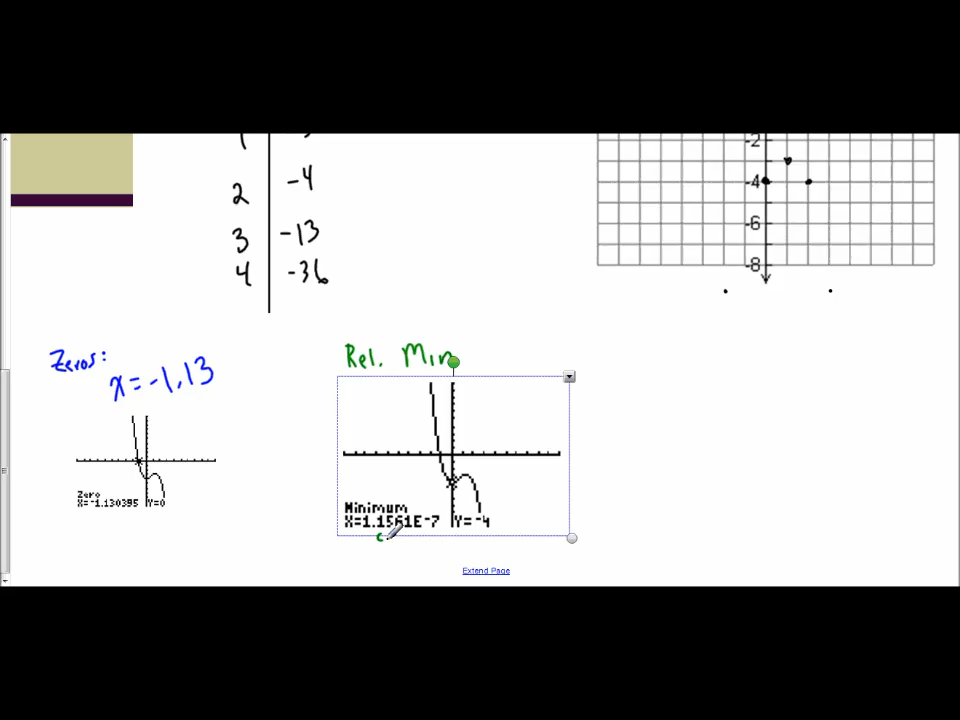 1
2 -4
3 -13
4 -36
-2
-4
-6
-8
Zeros:
x = -1.13
Zero
X=-1.130395 Y=0
Rel. Min
Minimum
X=1.1561E-7 Y=-4
Extend Page